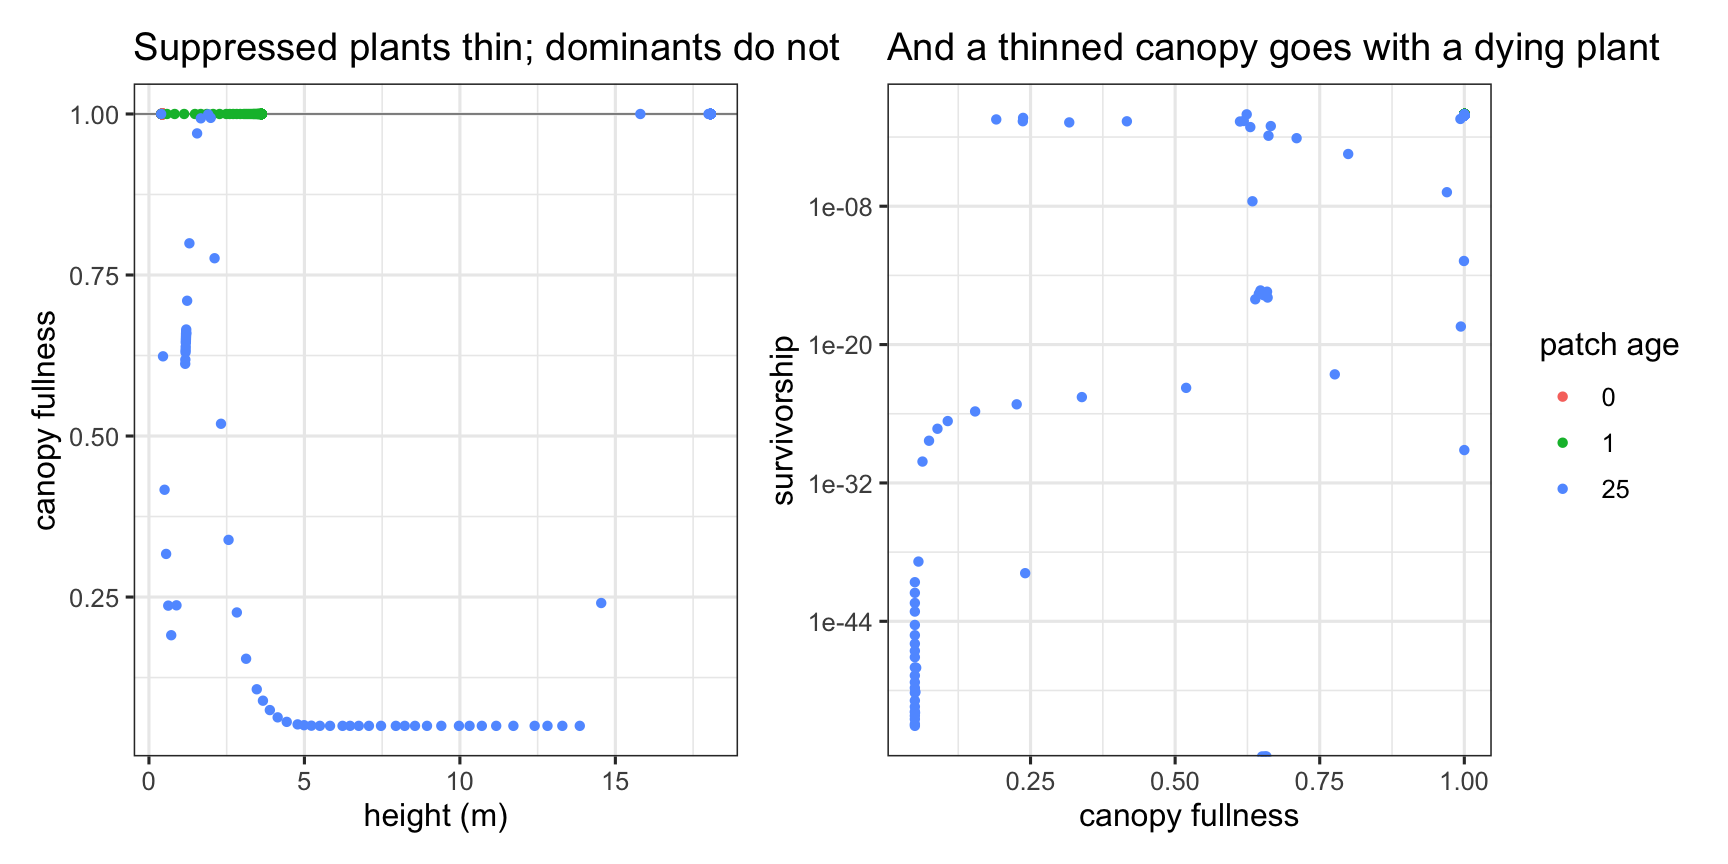 Suppressed plants thin; dominants do not
1.00
0.75
0.50
0.25
canopy fullness
0
5
10
15
height (m)
And a thinned canopy goes with a dying plant
1e-08
1e-20
1e-32
1e-44
survivorship
0.25
0.50
0.75
1.00
canopy fullness
patch age
0
1
25